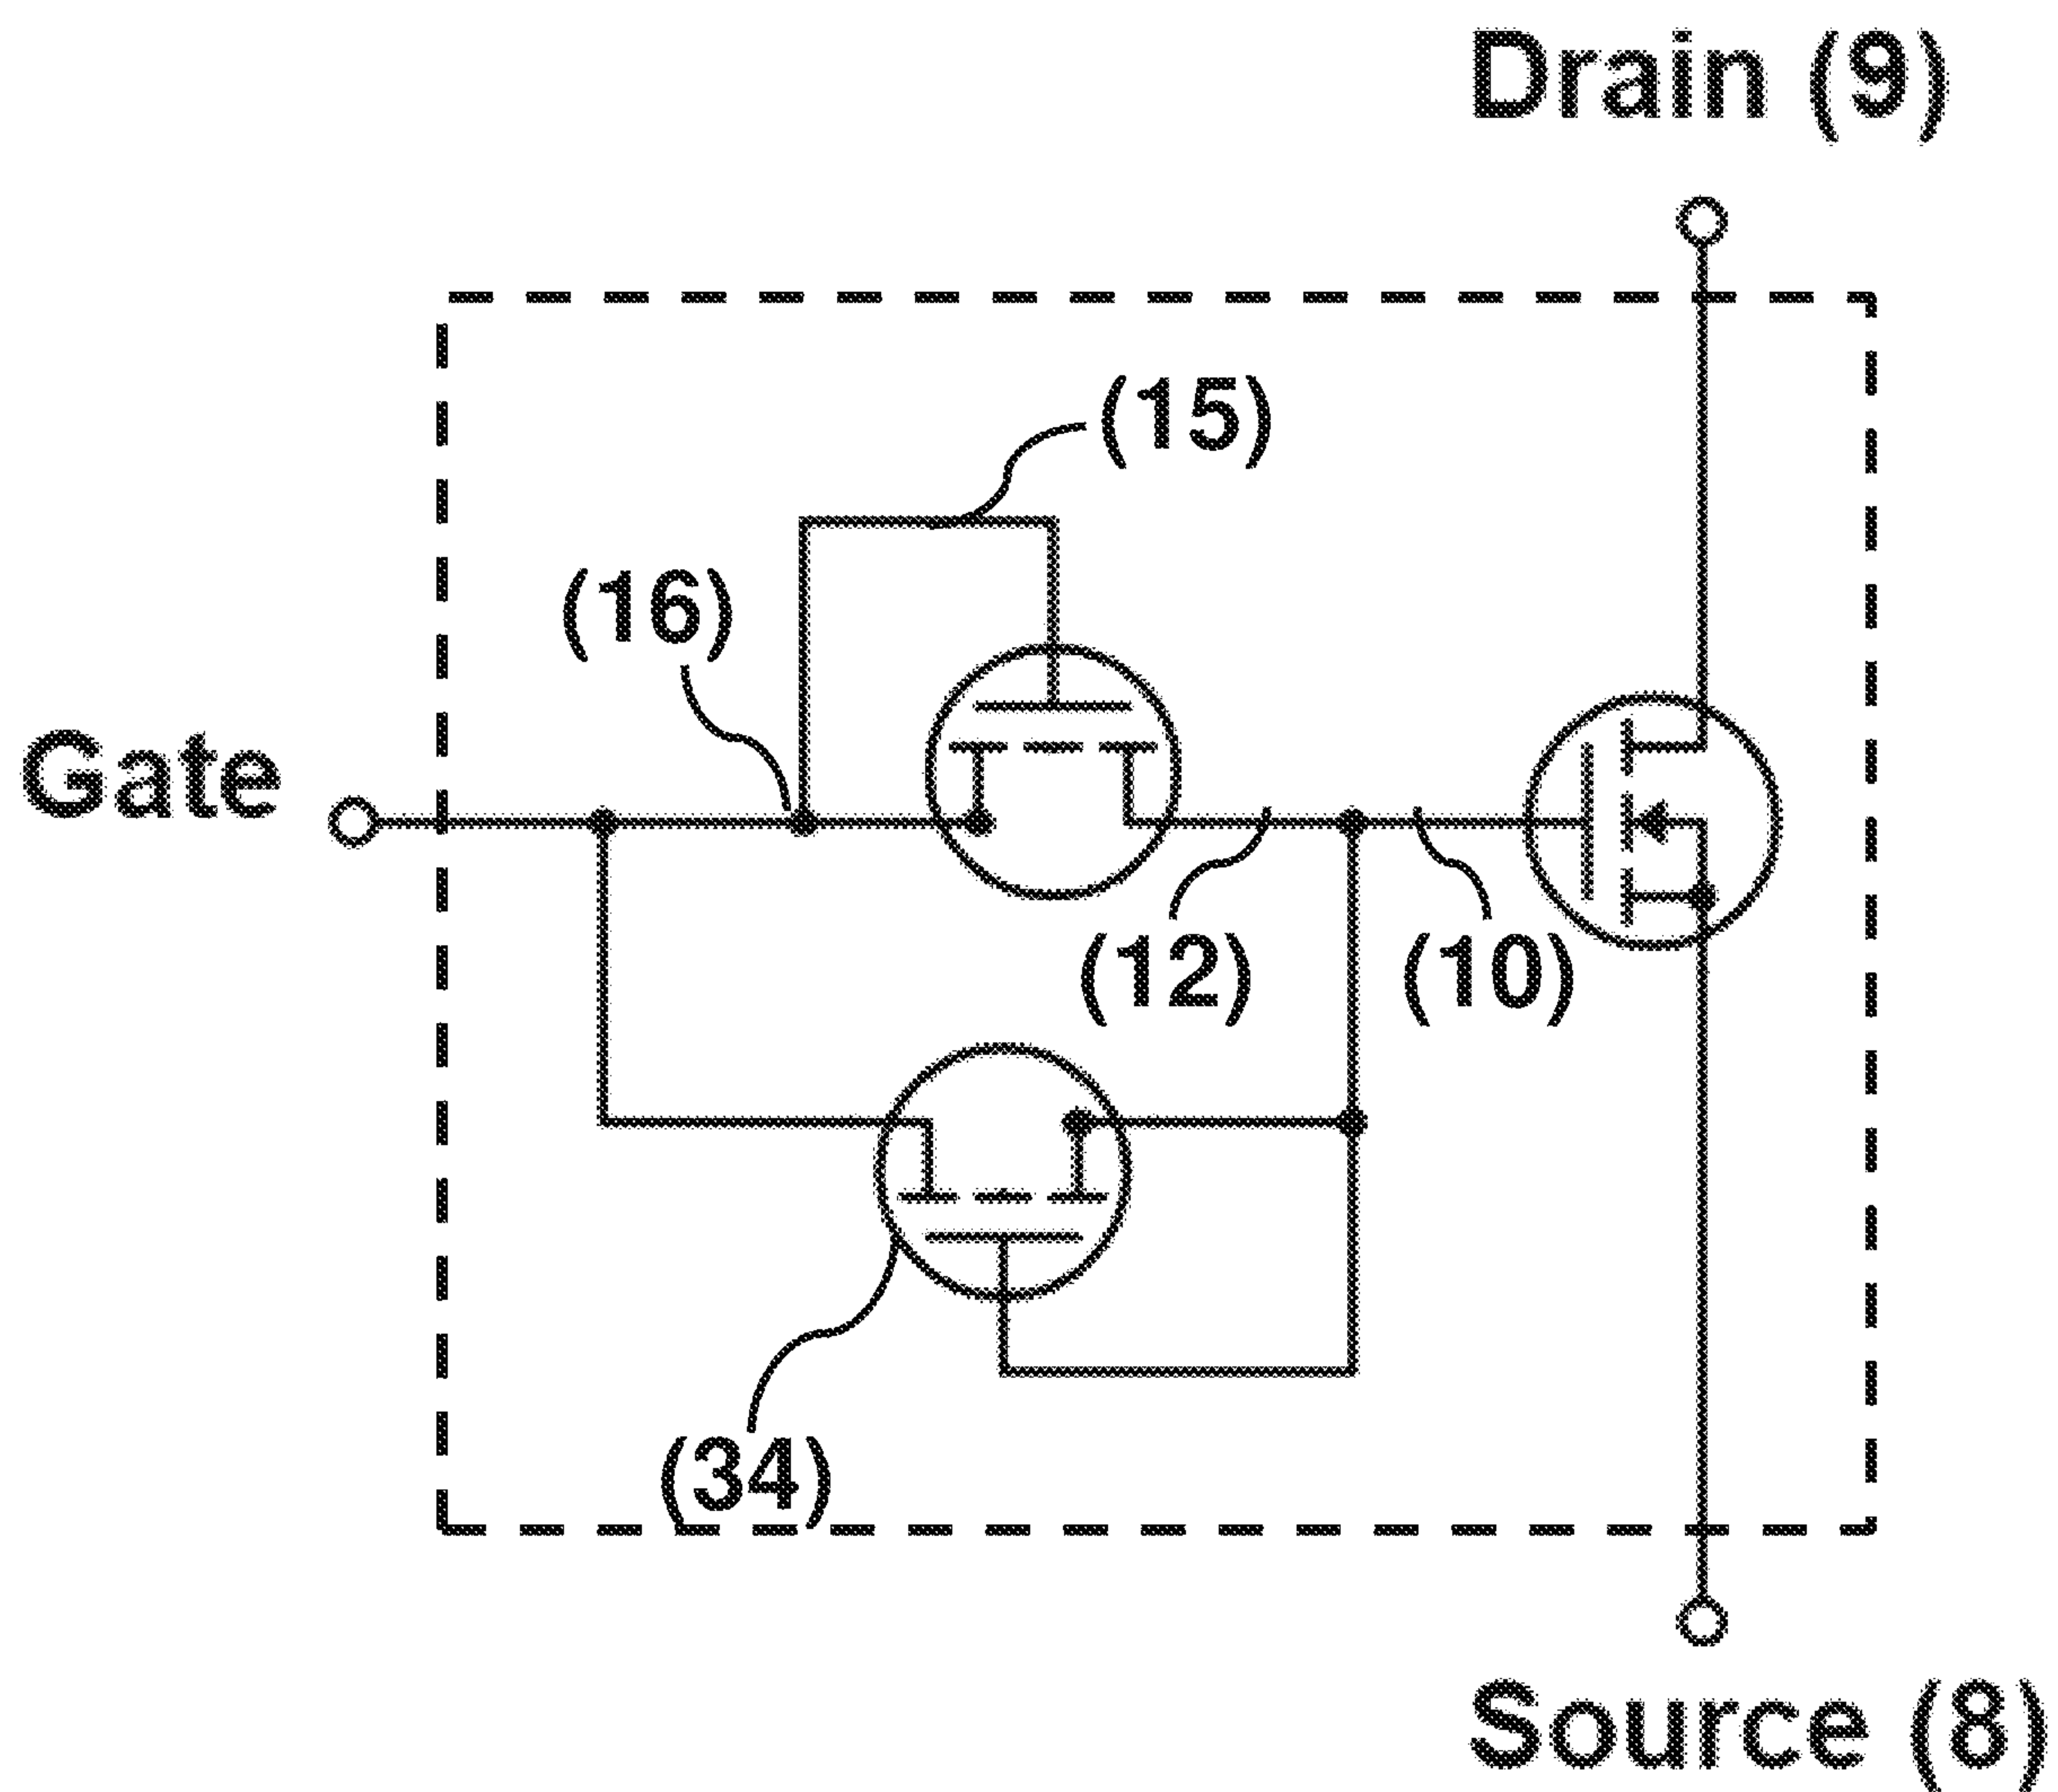 Drain (9)
(15)
(16)
Gate
(12)
(10)
(34)
Source (8)